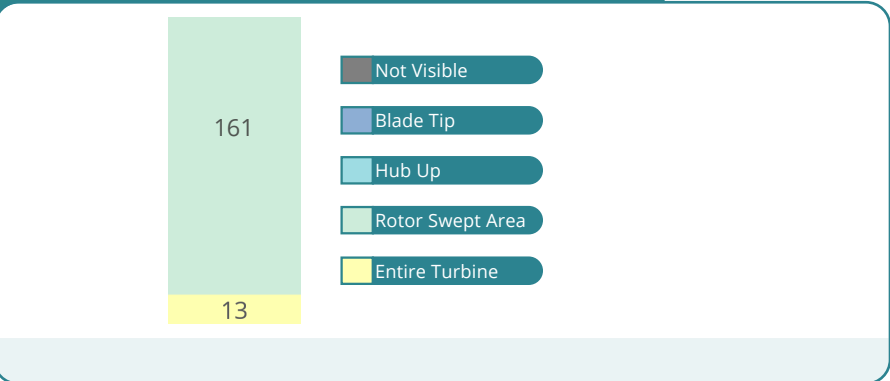 161
Not Visible
Blade Tip
Hub Up
Rotor Swept Area
Entire Turbine
13